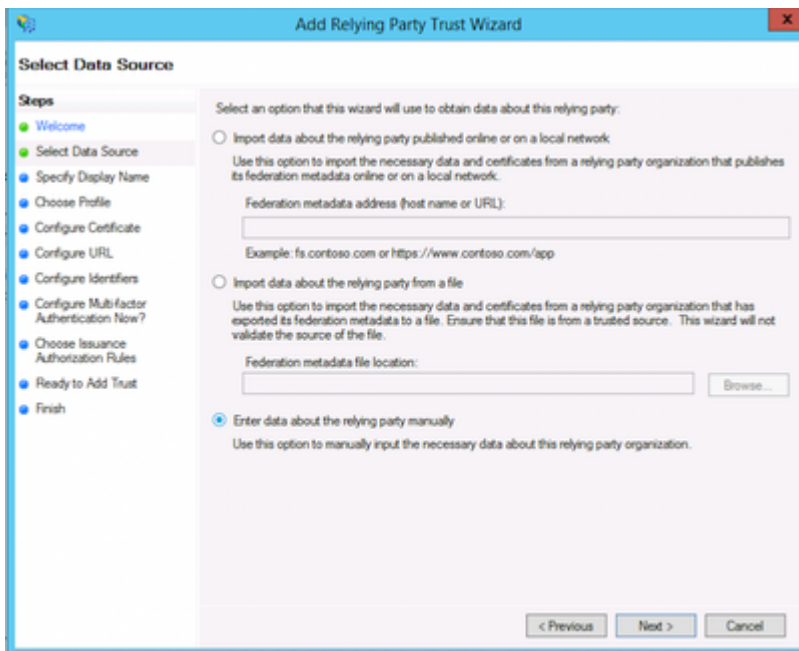 Add Relying Party Trust Wizard
x
Select Data Source
Steps
Welcome
Select Data Source
Specify Display Name
Choose Profile
Configure Certificate
Configure URL
Configure Identifiers
Configure Multi-factor
Authentication Now?
Choose Issuance
Authorization Rules
Ready to Add Trust
Finish
Select an option that this wizard will use to obtain data about this relying party:
Import data about the relying party published online or on a local network
Use this option to import the necessary data and certificates from a relying party organization that publishes
its federation metadata online or on a local network.
Federation metadata address (host name or URL):
Example: fs.contoso.com or https://www.contoso.com/app
Import data about the relying party from a file
Use this option to import the necessary data and certificates from a relying party organization that has
exported its federation metadata to a file. Ensure that this file is from a trusted source. This wizard will not
validate the source of the file.
Federation metadata file location:
Browse...
Enter data about the relying party manually
Use this option to manually input the necessary data about this relying party organization.
< Previous
Next >
Cancel